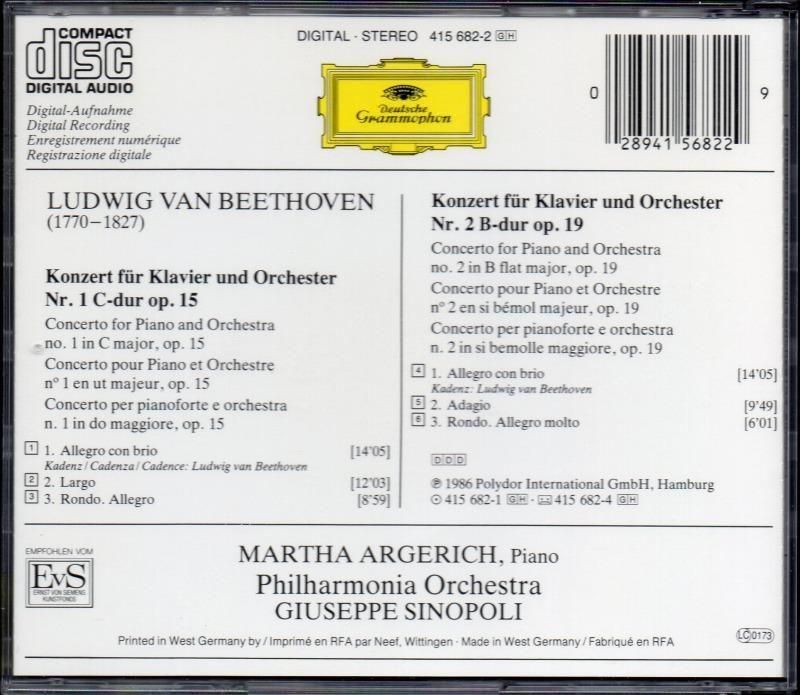 COMPACT
disc
DIGITAL AUDIO
Digital-Aufnahme
Digital Recording
Enregistrement numérique
Registrazione digitale
DIGITAL · STEREO 415 682-2 GH
Deutsche
Grammophon
0 28941 56822 9
LUDWIG VAN BEETHOVEN
(1770–1827)
Konzert für Klavier und Orchester
Nr. 1 C-dur op. 15
Concerto for Piano and Orchestra
no. 1 in C major, op. 15
Concerto pour Piano et Orchestre
n° 1 en ut majeur, op. 15
Concerto per pianoforte e orchestra
n. 1 in do maggiore, op. 15
1 1. Allegro con brio [14'05]
Kadenz / Cadenza / Cadence: Ludwig van Beethoven
2 2. Largo [12'03]
3 3. Rondo. Allegro [8'59]
Konzert für Klavier und Orchester
Nr. 2 B-dur op. 19
Concerto for Piano and Orchestra
no. 2 in B flat major, op. 19
Concerto pour Piano et Orchestre
n° 2 en si bémol majeur, op. 19
Concerto per pianoforte e orchestra
n. 2 in si bemolle maggiore, op. 19
4 1. Allegro con brio [14'05]
Kadenz: Ludwig van Beethoven
5 2. Adagio [9'49]
6 3. Rondo. Allegro molto [6'01]
DDD
℗ 1986 Polydor International GmbH, Hamburg
415 682-1 GH · 415 682-4 GH
EMPFOHLEN VOM
EvS
ERNST VON SIEMENS
KUNSTFONDS
MARTHA ARGERICH, Piano
Philharmonia Orchestra
GIUSEPPE SINOPOLI
Printed in West Germany by / Imprimé en RFA par Neef, Wittingen · Made in West Germany / Fabriqué en RFA
LC 0173